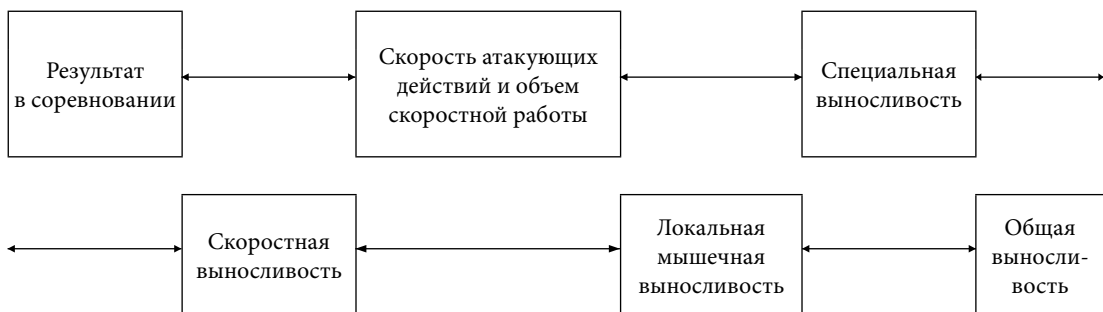 Результат
в соревновании
Скорость атакующих
действий и объем
скоростной работы
Специальная
выносливость
Скоростная
выносливость
Локальная
мышечная
выносливость
Общая
выносли-
вость